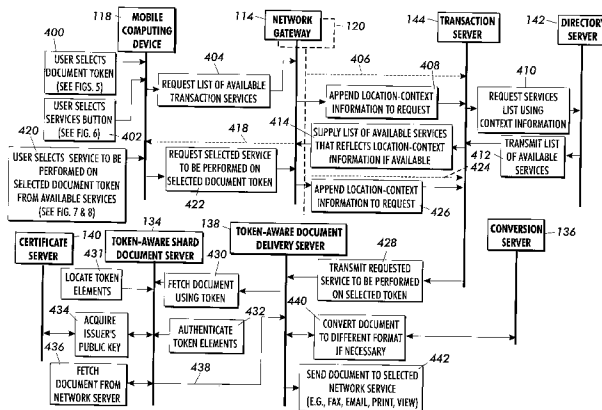 118
MOBILE
COMPUTING
DEVICE
114
NETWORK
GATEWAY
120
144
TRANSACTION
SERVER
142
DIRECTORY
SERVER
400
USER SELECTS
DOCUMENT TOKEN
(SEE FIGS. 5)
404
REQUEST LIST OF AVAILABLE
TRANSACTION SERVICES
406
408
APPEND LOCATION-CONTEXT
INFORMATION TO REQUEST
410
REQUEST SERVICES
LIST USING
CONTEXT INFORMATION
USER SELECTS
SERVICES BUTTON
(SEE FIG. 6)
402
414
SUPPLY LIST OF AVAILABLE SERVICES
THAT REFLECTS LOCATION-CONTEXT
INFORMATION IF AVAILABLE
TRANSMIT LIST
OF AVAILABLE
SERVICES
412
418
420
USER SELECTS SERVICE TO BE
PERFORMED ON
SELECTED DOCUMENT TOKEN
FROM AVAILABLE SERVICES
(SEE FIG. 7 & 8)
REQUEST SELECTED SERVICE
TO BE PERFORMED ON
SELECTED DOCUMENT TOKEN
422
424
APPEND LOCATION-CONTEXT
INFORMATION TO REQUEST
426
134
138
CERTIFICATE
SERVER
140
TOKEN-AWARE SHARD
DOCUMENT SERVER
TOKEN-AWARE DOCUMENT
DELIVERY SERVER
CONVERSION
SERVER
136
428
TRANSMIT REQUESTED
SERVICE TO BE PERFORMED
ON SELECTED TOKEN
431
LOCATE TOKEN
ELEMENTS
430
FETCH DOCUMENT
USING TOKEN
432
434
ACQUIRE
ISSUER'S
PUBLIC KEY
AUTHENTICATE
TOKEN ELEMENTS
440
CONVERT DOCUMENT
TO DIFFERENT FORMAT
IF NECESSARY
436
FETCH
DOCUMENT FROM
NETWORK SERVER
438
442
SEND DOCUMENT TO SELECTED
NETWORK SERVICE
(E.G., FAX, EMAIL, PRINT, VIEW)